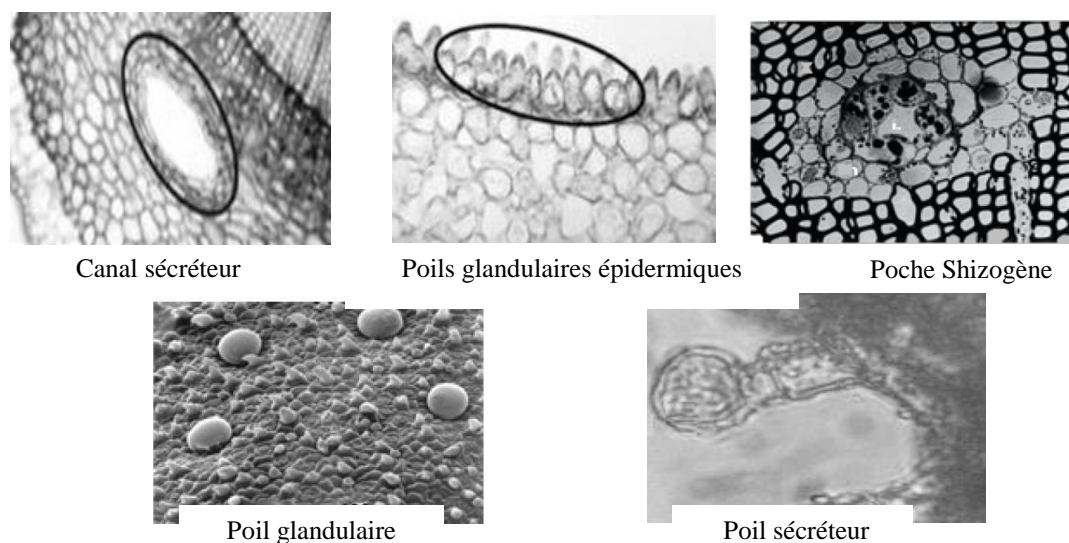 Canal sécréteur
Poils glandulaires épidermiques
Poche Shizogène
Poil glandulaire
Poil sécréteur